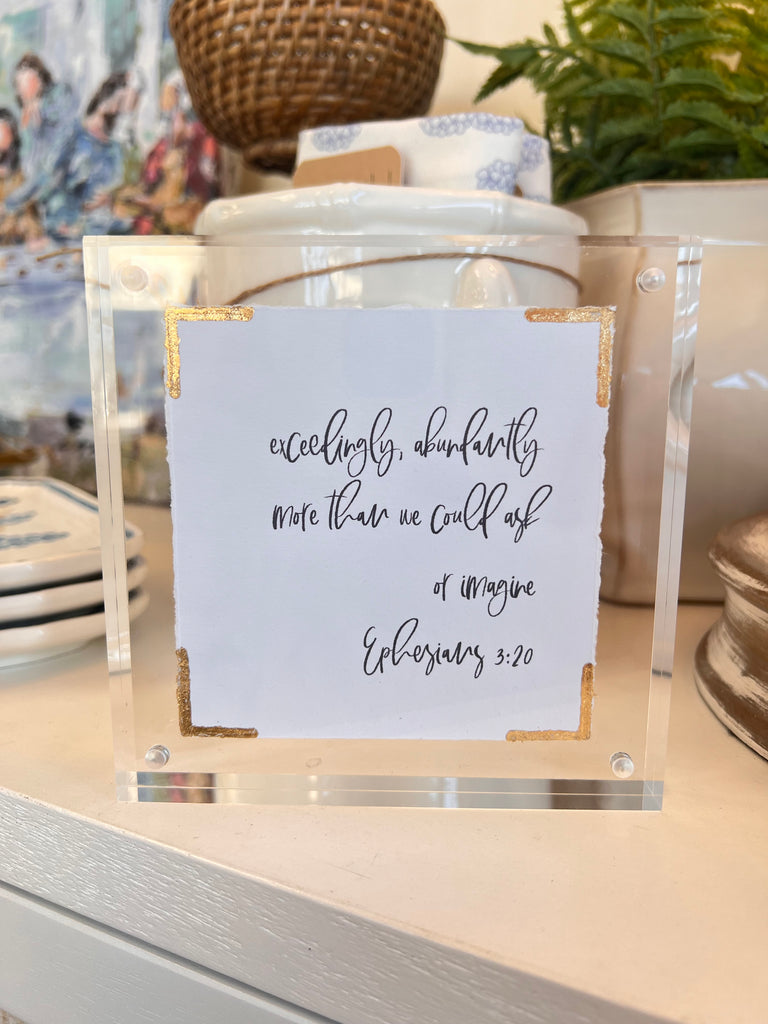 exceedingly, abundantly
more than we could ask
or imagine
Ephesians 3:20